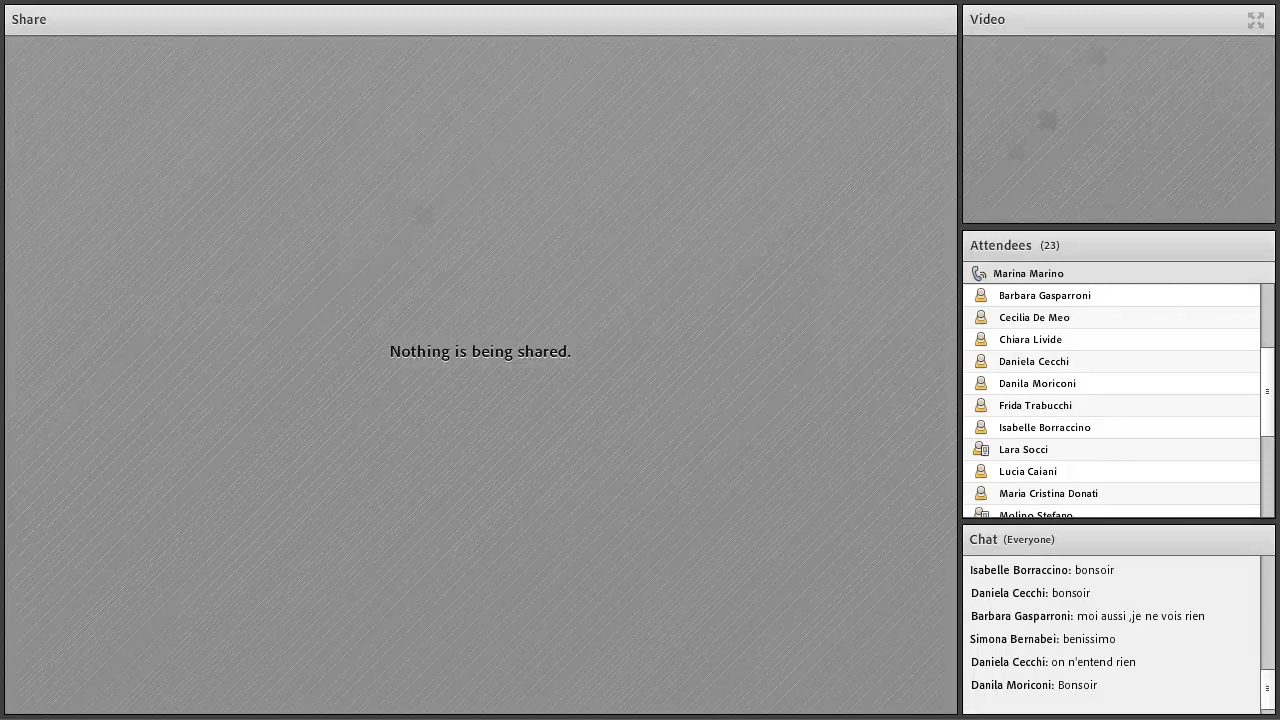 Share
Nothing is being shared.
Video
Attendees (23)
Marina Marino
Barbara Gasparroni
Cecilia De Meo
Chiara Livide
Daniela Cecchi
Danila Moriconi
Frida Trabucchi
Isabelle Borraccino
Lara Socci
Lucia Caiani
Maria Cristina Donati
Molino Stefano
Chat (Everyone)
Isabelle Borraccino: bonsoir
Daniela Cecchi: bonsoir
Barbara Gasparroni: moi aussi ,je ne vois rien
Simona Bernabei: benissimo
Daniela Cecchi: on n'entend rien
Danila Moriconi: Bonsoir